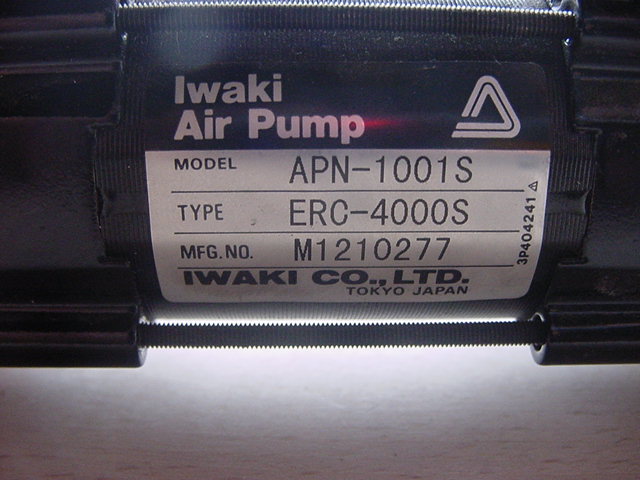 Iwaki
Air Pump
MODEL APN-1001S
TYPE ERC-4000S
MFG.NO. M1210277
IWAKI CO.,LTD.
TOKYO JAPAN
3P404241